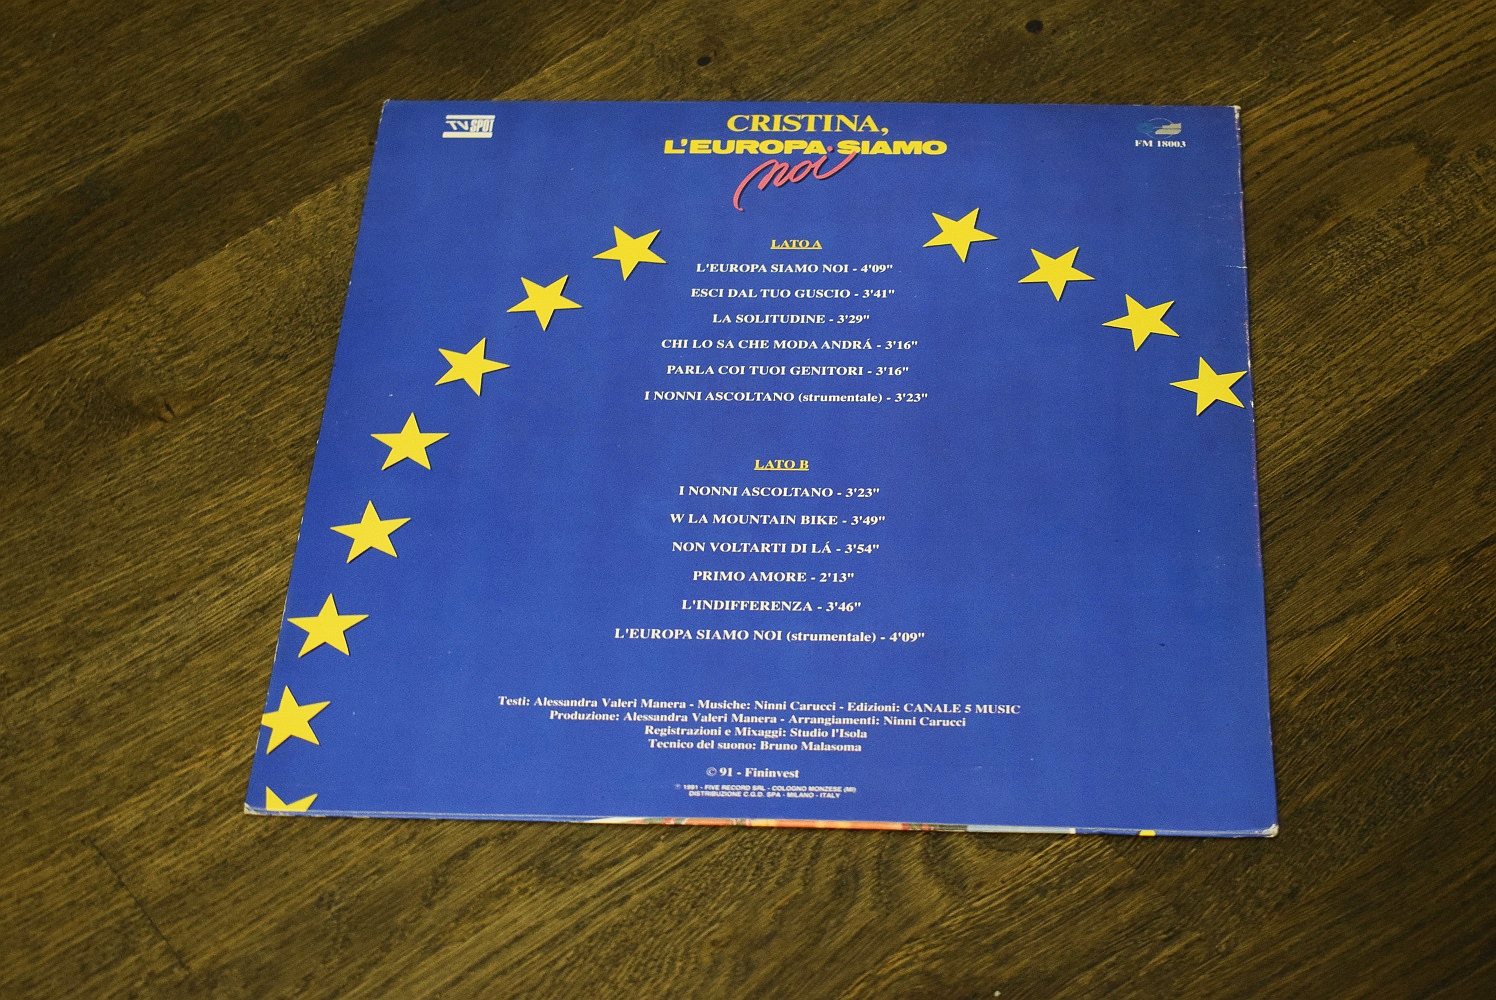 TV SPOT
CRISTINA,
L'EUROPA SIAMO
noi
FM 18003
LATO A
L'EUROPA SIAMO NOI - 4'09"
ESCI DAL TUO GUSCIO - 3'41"
LA SOLITUDINE - 3'29"
CHI LO SA CHE MODA ANDRÁ - 3'16"
PARLA COI TUOI GENITORI - 3'16"
I NONNI ASCOLTANO (strumentale) - 3'23"
LATO B
I NONNI ASCOLTANO - 3'23"
W LA MOUNTAIN BIKE - 3'49"
NON VOLTARTI DI LÁ - 3'54"
PRIMO AMORE - 2'13"
L'INDIFFERENZA - 3'46"
L'EUROPA SIAMO NOI (strumentale) - 4'09"
Testi: Alessandra Valeri Manera - Musiche: Ninni Carucci - Edizioni: CANALE 5 MUSIC
Produzione: Alessandra Valeri Manera - Arrangiamenti: Ninni Carucci
Registrazioni e Mixaggi: Studio l'Isola
Tecnico del suono: Bruno Malasoma
© 91 - Fininvest
℗ 1991 - FIVE RECORD SRL - COLOGNO MONZESE (MI)
DISTRIBUZIONE C.G.D. SPA - MILANO - ITALY